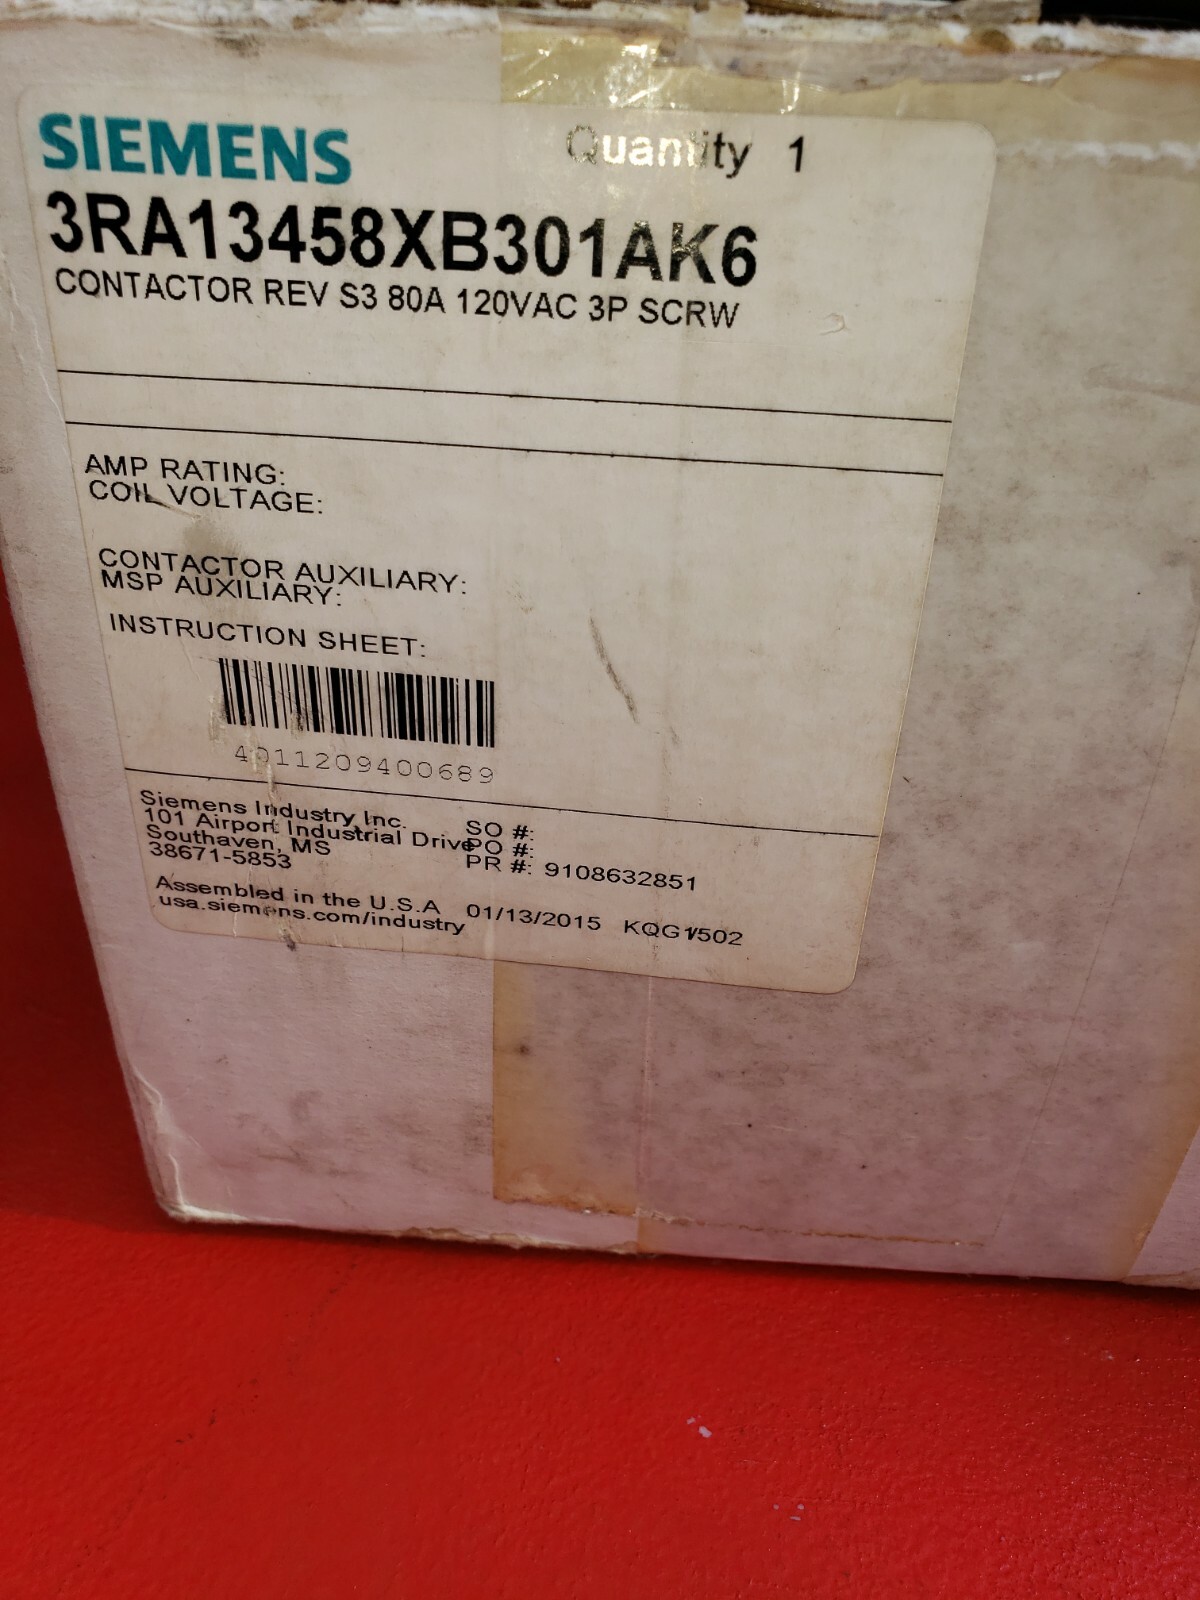 SIEMENS
Quantity 1
3RA13458XB301AK6
CONTACTOR REV S3 80A 120VAC 3P SCRW
AMP RATING:
COIL VOLTAGE:
CONTACTOR AUXILIARY:
MSP AUXILIARY:
INSTRUCTION SHEET:
4011209400689
Siemens Industry Inc.
101 Airport Industrial Drive
Southaven, MS
38671-5853
SO #:
PO #:
PR #: 9108632851
Assembled in the U.S.A
usa.siemens.com/industry
01/13/2015 KQG1/502